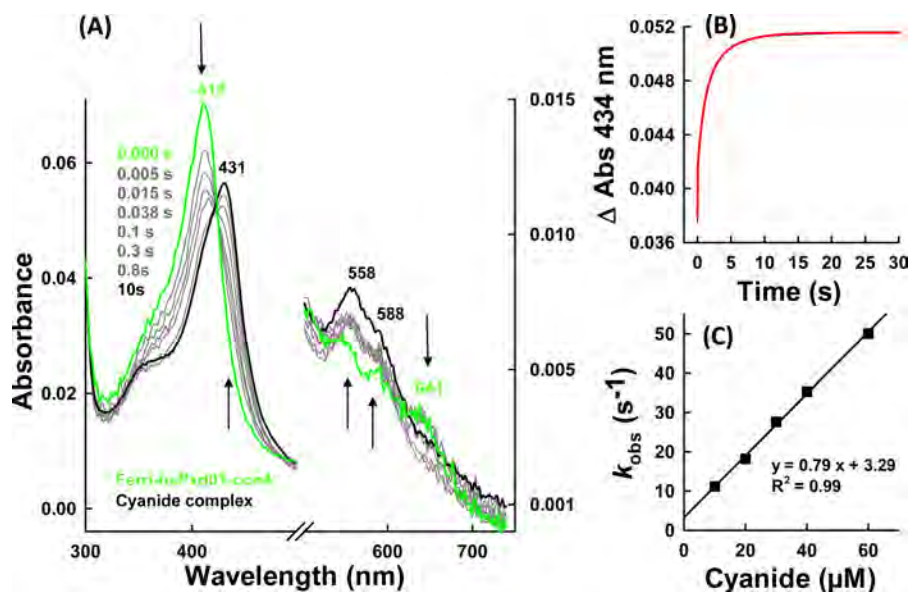 (A)
0.000 s
0.005 s
0.015 s
0.038 s
0.1 s
0.3 s
0.8s
10s
431
558
588
Cyanide complex
Absorbance
0.06
0.04
0.02
0.00
0.015
0.010
0.005
0.001
300 400 600 700
Wavelength (nm)
(B)
Δ Abs 434 nm
0.052
0.048
0.044
0.040
0.036
0 5 10 15 20 25 30
Time (s)
(C)
kobs (s-1)
50
40
30
20
10
0
y = 0.79 x + 3.29
R2 = 0.99
0 20 40 60
Cyanide (µM)